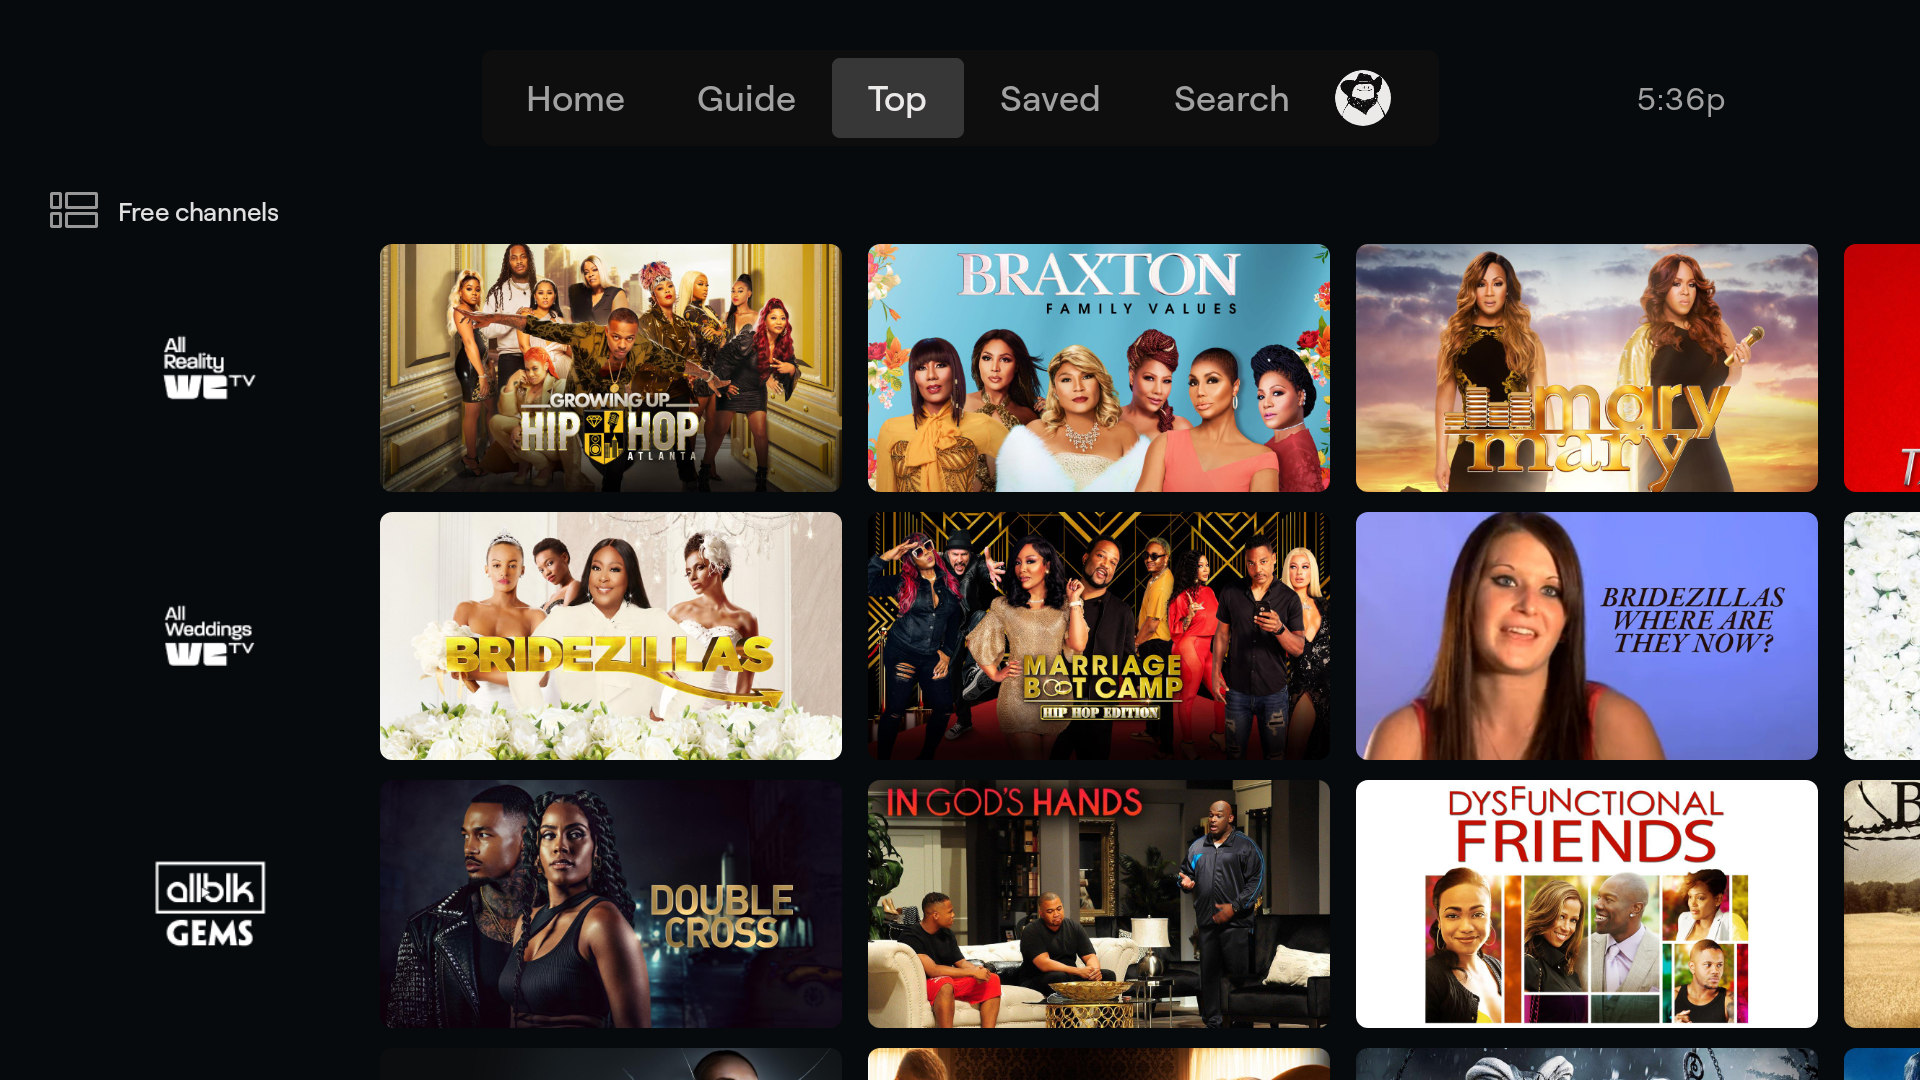 Home
Guide
Top
Saved
Search
5:36p
Free channels
All
Reality
WE TV
GROWING UP
HIP HOP
ATLANTA
BRAXTON
FAMILY VALUES
mary
mary
All
Weddings
WE TV
BRIDEZILLAS
MARRIAGE
BOOT CAMP
HIP HOP EDITION
BRIDEZILLAS
WHERE ARE
THEY NOW?
allblk
GEMS
DOUBLE
CROSS
IN GOD'S HANDS
DYSFUNCTIONAL
FRIENDS